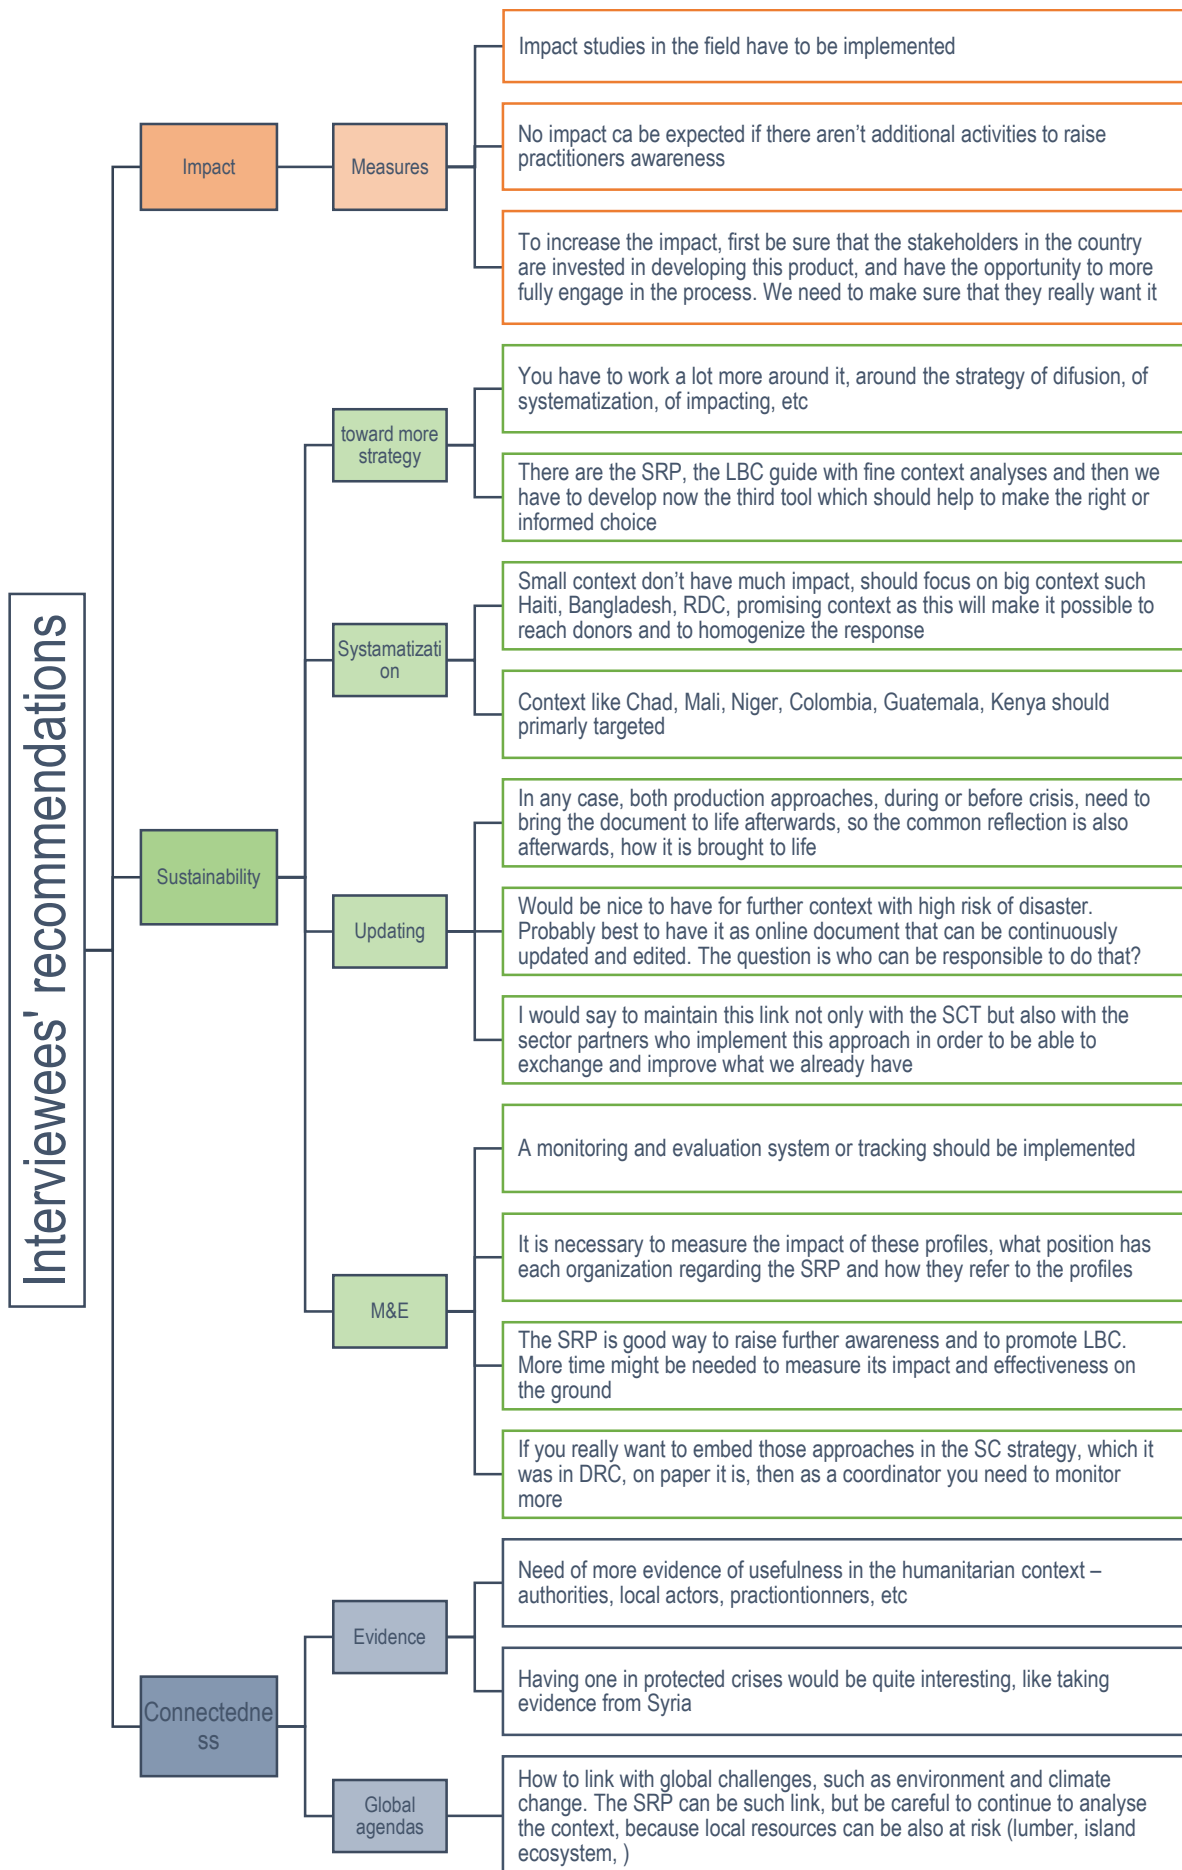 Interviewees' recommendations
Impact
Measures
Impact studies in the field have to be implemented
No impact ca be expected if there aren’t additional activities to raise
practitioners awareness
To increase the impact, first be sure that the stakeholders in the country
are invested in developing this product, and have the opportunity to more
fully engage in the process. We need to make sure that they really want it
Sustainability
toward more
strategy
You have to work a lot more around it, around the strategy of difusion, of
systematization, of impacting, etc
There are the SRP, the LBC guide with fine context analyses and then we
have to develop now the third tool which should help to make the right or
informed choice
Systamatizati
on
Small context don’t have much impact, should focus on big context such
Haiti, Bangladesh, RDC, promising context as this will make it possible to
reach donors and to homogenize the response
Context like Chad, Mali, Niger, Colombia, Guatemala, Kenya should
primarly targeted
Updating
In any case, both production approaches, during or before crisis, need to
bring the document to life afterwards, so the common reflection is also
afterwards, how it is brought to life
Would be nice to have for further context with high risk of disaster.
Probably best to have it as online document that can be continuously
updated and edited. The question is who can be responsible to do that?
I would say to maintain this link not only with the SCT but also with the
sector partners who implement this approach in order to be able to
exchange and improve what we already have
M&E
A monitoring and evaluation system or tracking should be implemented
It is necessary to measure the impact of these profiles, what position has
each organization regarding the SRP and how they refer to the profiles
The SRP is good way to raise further awareness and to promote LBC.
More time might be needed to measure its impact and effectiveness on
the ground
If you really want to embed those approaches in the SC strategy, which it
was in DRC, on paper it is, then as a coordinator you need to monitor
more
Connectedne
ss
Evidence
Need of more evidence of usefulness in the humanitarian context –
authorities, local actors, practiontionners, etc
Having one in protected crises would be quite interesting, like taking
evidence from Syria
Global
agendas
How to link with global challenges, such as environment and climate
change. The SRP can be such link, but be careful to continue to analyse
the context, because local resources can be also at risk (lumber, island
ecosystem, )